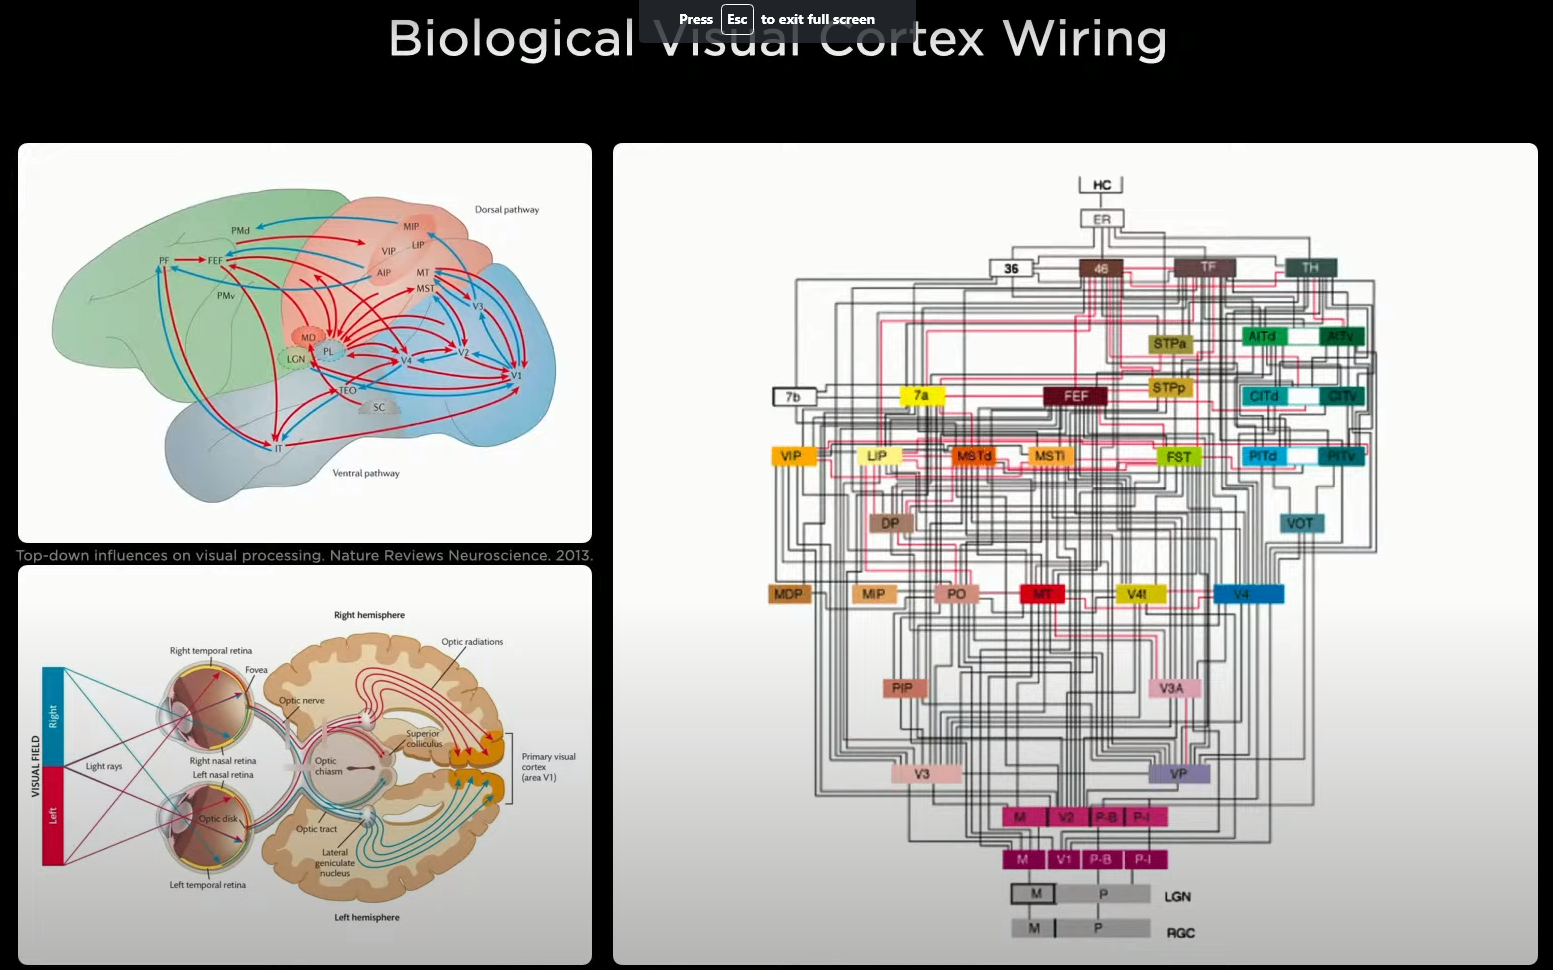 Press Esc to exit full screen
Biological Visual Cortex Wiring
Dorsal pathway
PMd
MIP
LIP
VIP
PF
FEF
AIP
MT
MST
PMv
V3
MD
PL
LGN
V4
V2
V1
TEO
SC
IT
Ventral pathway
Top-down influences on visual processing. Nature Reviews Neuroscience. 2013.
Right hemisphere
Optic radiations
Right temporal retina
Fovea
Optic nerve
VISUAL FIELD
Right
Left
Light rays
Right nasal retina
Left nasal retina
Superior
colliculus
Optic
chiasm
Primary visual
cortex
(area V1)
Optic disk
Optic tract
Lateral
geniculate
nucleus
Left temporal retina
Left hemisphere
HC
ER
36 46 TF TH
STPa AITd AITv
7b 7a FEF STPp CITd CITv
VIP LIP MSTd MSTl FST PITd PITv
DP VOT
MDP MIP PO MT V4t V4
PIP V3A
V3 VP
M V2 P-B P-I
M V1 P-B P-I
M P LGN
M P RGC